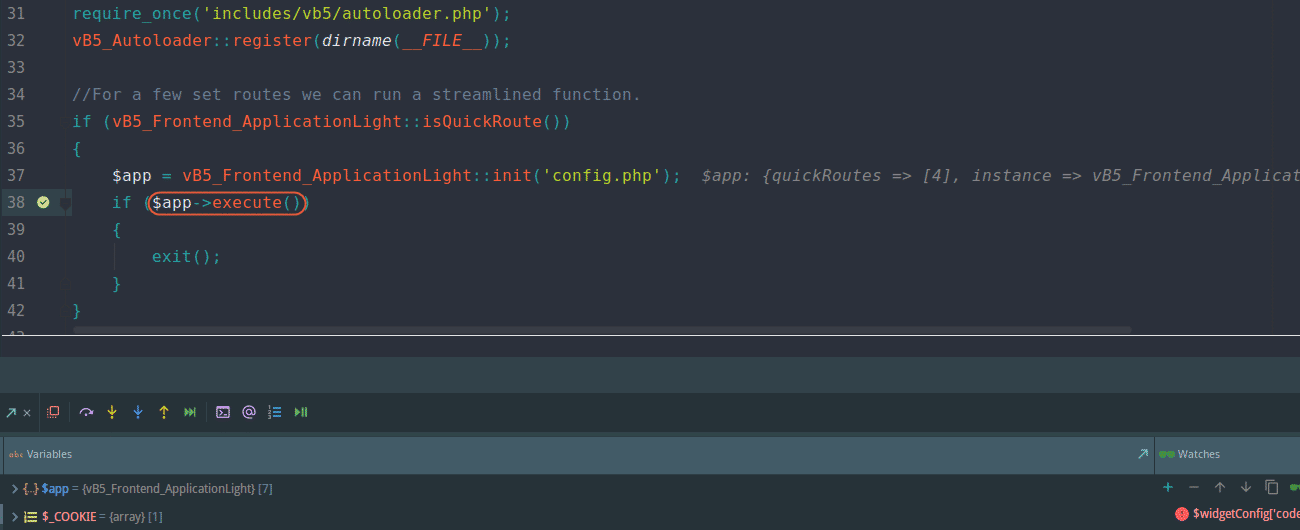 31 require_once('includes/vb5/autoloader.php');
32 vB5_Autoloader::register(dirname(__FILE__));
33
34 //For a few set routes we can run a streamlined function.
35 if (vB5_Frontend_ApplicationLight::isQuickRoute())
36 {
37 $app = vB5_Frontend_ApplicationLight::init('config.php'); $app: {quickRoutes => [4], instance => vB5_Frontend_Applicat
38 if ($app->execute())
39 {
40 exit();
41 }
42 }
abc Variables
Watches
{..} $app = {vB5_Frontend_ApplicationLight} [7]
$_COOKIE = {array} [1]
$widgetConfig['code